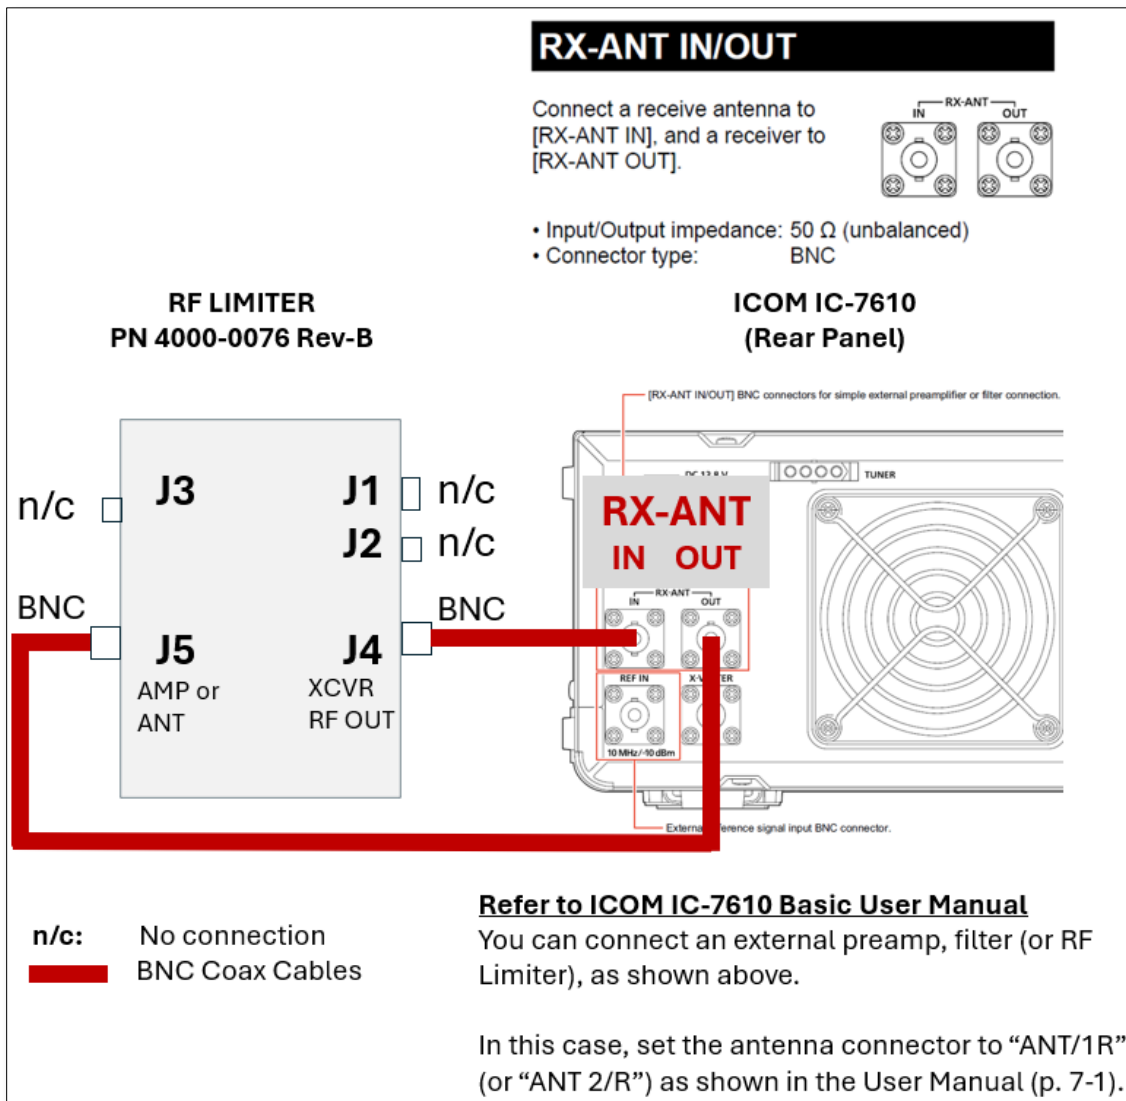 RX-ANT IN/OUT
Connect a receive antenna to
[RX-ANT IN], and a receiver to
[RX-ANT OUT].
RX-ANT
IN OUT
• Input/Output impedance: 50 Ω (unbalanced)
• Connector type: BNC
RF LIMITER
PN 4000-0076 Rev-B
ICOM IC-7610
(Rear Panel)
[RX-ANT IN/OUT] BNC connectors for simple external preamplifier or filter connection.
DC 13.8 V
TUNER
J3
J1
n/c
n/c
J2
n/c
RX-ANT
IN OUT
RX-ANT
IN OUT
BNC
BNC
J5
AMP or
ANT
J4
XCVR
RF OUT
REF IN
10 MHz/-10 dBm
External reference signal input BNC connector.
n/c: No connection
BNC Coax Cables
Refer to ICOM IC-7610 Basic User Manual
You can connect an external preamp, filter (or RF
Limiter), as shown above.
In this case, set the antenna connector to “ANT/1R”
(or “ANT 2/R”) as shown in the User Manual (p. 7-1).